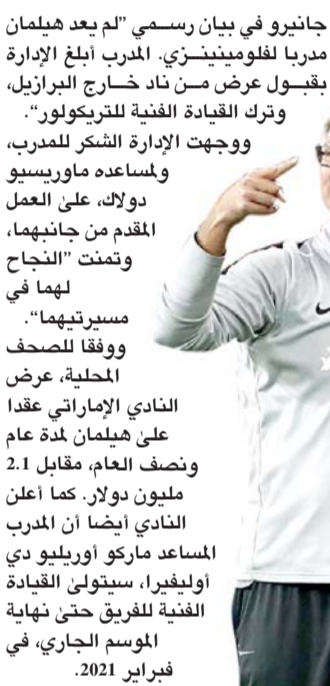 جانيرو في بيان رسمي ”لم يعد هيلمان
مدربا لفلومينينزي. المدرب أبلغ الإدارة
بقبول عرض من ناد خارج البرازيل،
وترك القيادة الفنية للتريكولور“.
ووجهت الإدارة الشكر للمدرب،
ولمساعده ماوريسيو
دولاك، على العمل
المقدم من جانبهما،
وتمنت ”النجاح
لهما في
مسيرتيهما“.
ووفقا للصحف
المحلية، عرض
النادي الإماراتي عقدا
على هيلمان لمدة عام
ونصف العام، مقابل 2.1
مليون دولار. كما أعلن
النادي أيضا أن المدرب
المساعد ماركو أوريليو دي
أوليفيرا، سيتولى القيادة
الفنية للفريق حتى نهاية
الموسم الجاري، في
فبراير 2021.